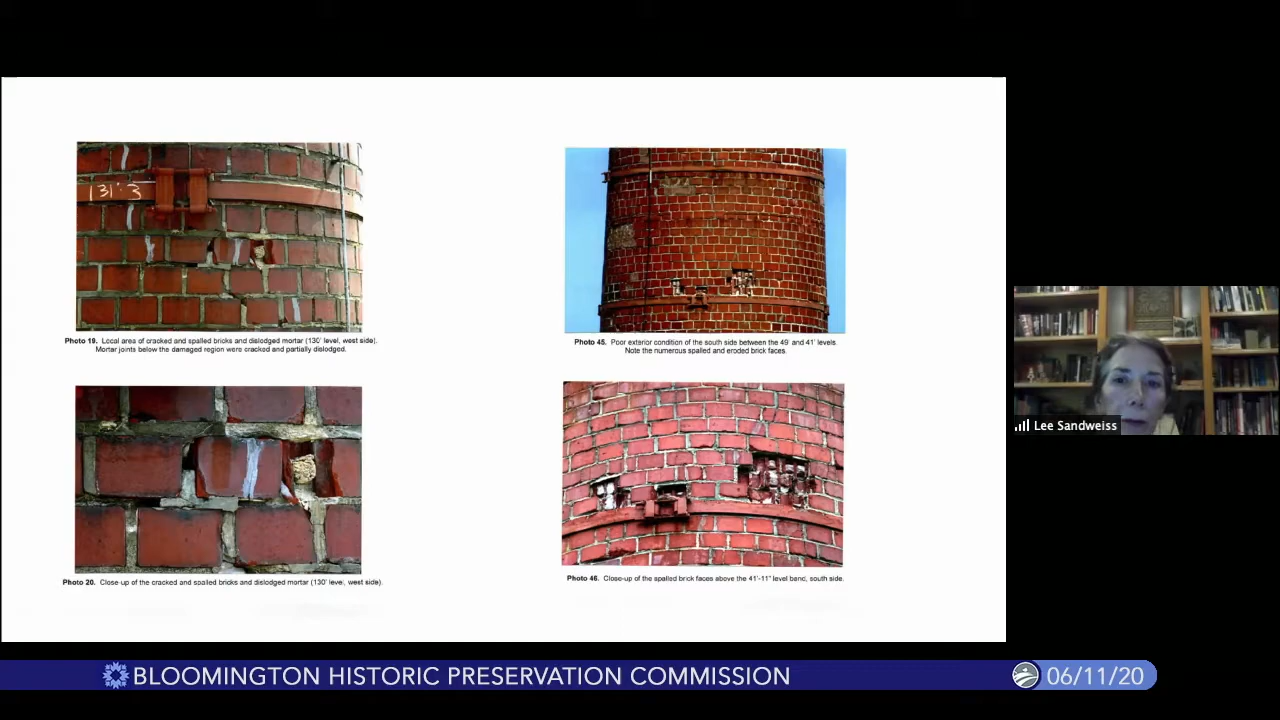 131'·3
Photo 19. Local area of cracked and spalled bricks and dislodged mortar (130' level, west side).
Mortar joints below the damaged region were cracked and partially dislodged.
Photo 45. Poor exterior condition of the south side between the 49' and 41' levels
Note the numerous spalled and eroded brick faces.
Photo 20. Close-up of the cracked and spalled bricks and dislodged mortar (130' level, west side).
Photo 46. Close-up of the spalled brick faces above the 41'-11" level band, south side.
Lee Sandweiss
BLOOMINGTON HISTORIC PRESERVATION COMMISSION
06/11/20